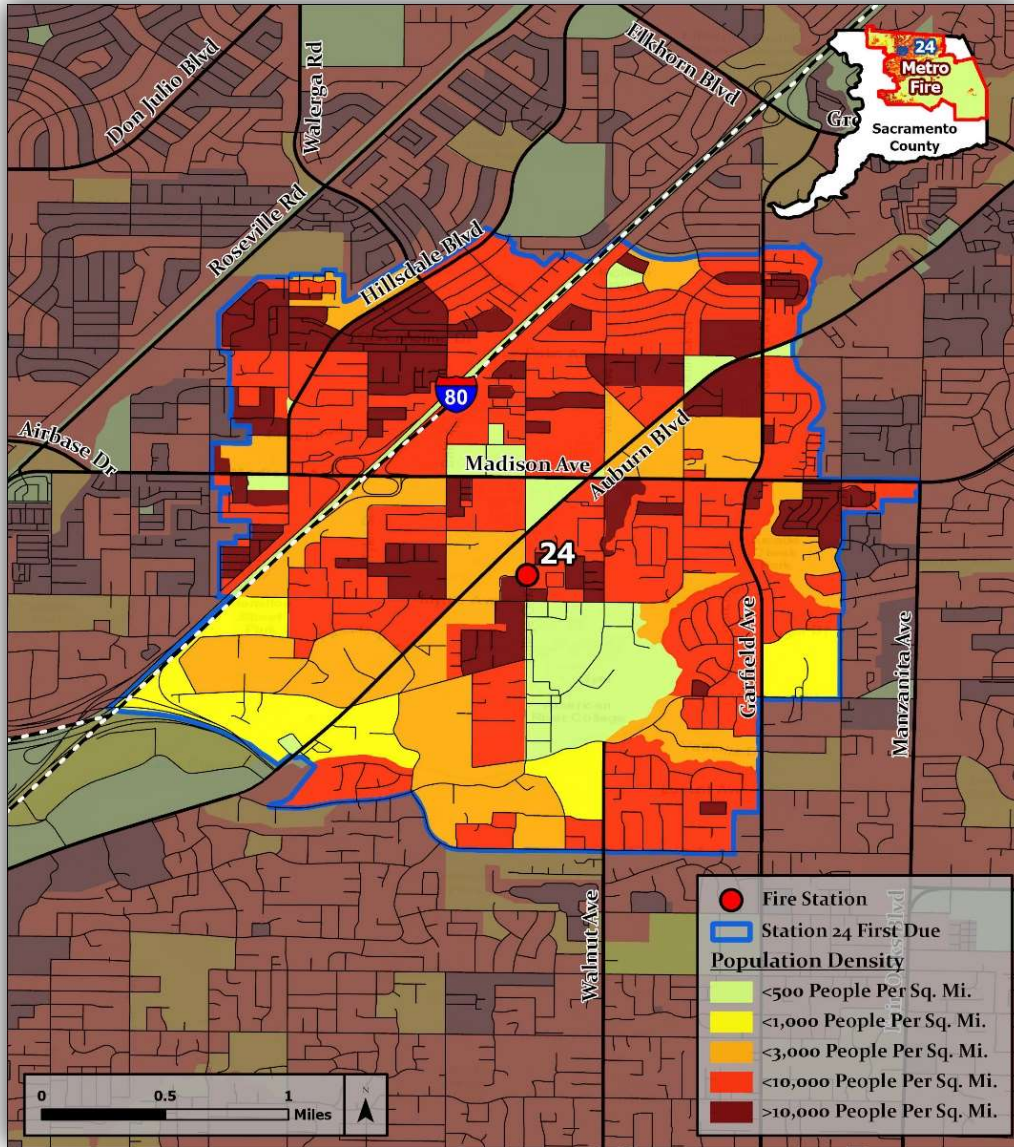 Don Julio Blvd
Walerga Rd
Elkhorn Blvd
24
Metro
Fire
Sacramento
County
Roseville Rd
Hillsdale Blvd
80
Airbase Dr
Madison Ave
Auburn Blvd
24
Garfield Ave
Manzanita Ave
Walnut Ave
Fire Station
Station 24 First Due
Population Density
<500 People Per Sq. Mi.
<1,000 People Per Sq. Mi.
<3,000 People Per Sq. Mi.
<10,000 People Per Sq. Mi.
>10,000 People Per Sq. Mi.
0 0.5 1
Miles
N